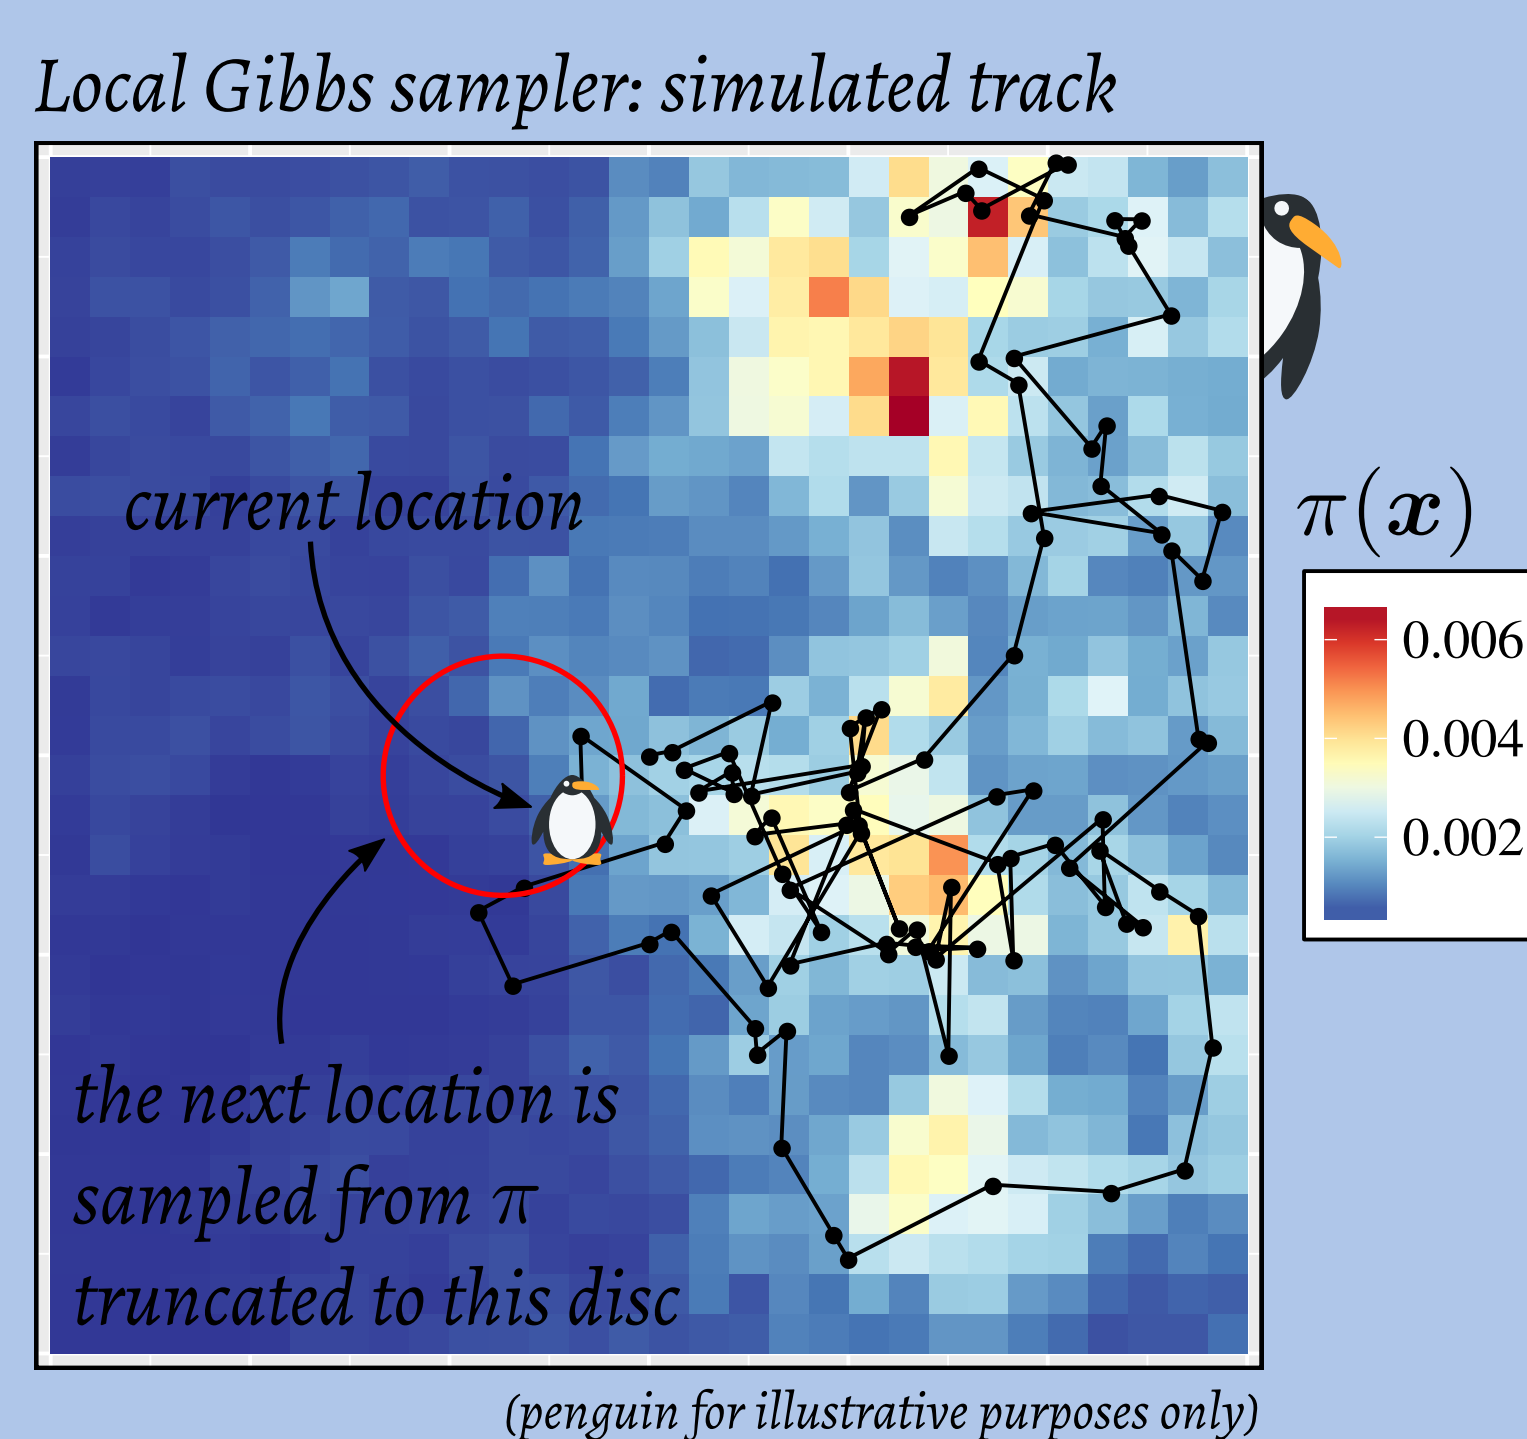 Local Gibbs sampler: simulated track
current location
π(x)
0.006
0.004
0.002
the next location is
sampled from π
truncated to this disc
(penguin for illustrative purposes only)